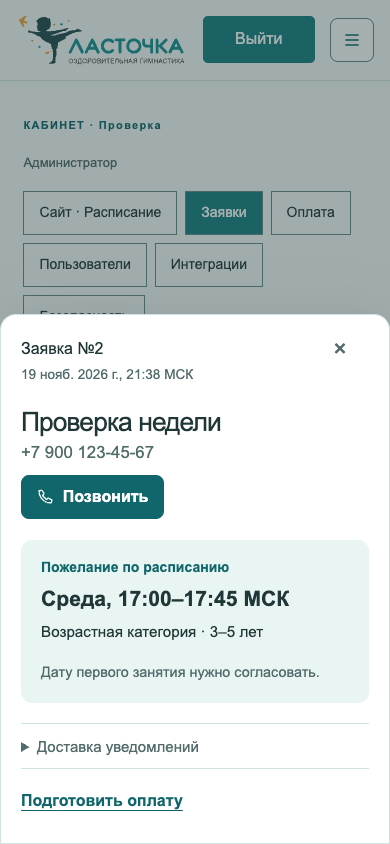 ЛАСТОЧКА
ОЗДОРОВИТЕЛЬНАЯ ГИМНАСТИКА
Выйти
КАБИНЕТ · Проверка
Администратор
Сайт · Расписание
Заявки
Оплата
Пользователи
Интеграции
Заявка №2
×
19 нояб. 2026 г., 21:38 МСК
Проверка недели
+7 900 123-45-67
Позвонить
Пожелание по расписанию
Среда, 17:00–17:45 МСК
Возрастная категория · 3–5 лет
Дату первого занятия нужно согласовать.
Доставка уведомлений
Подготовить оплату